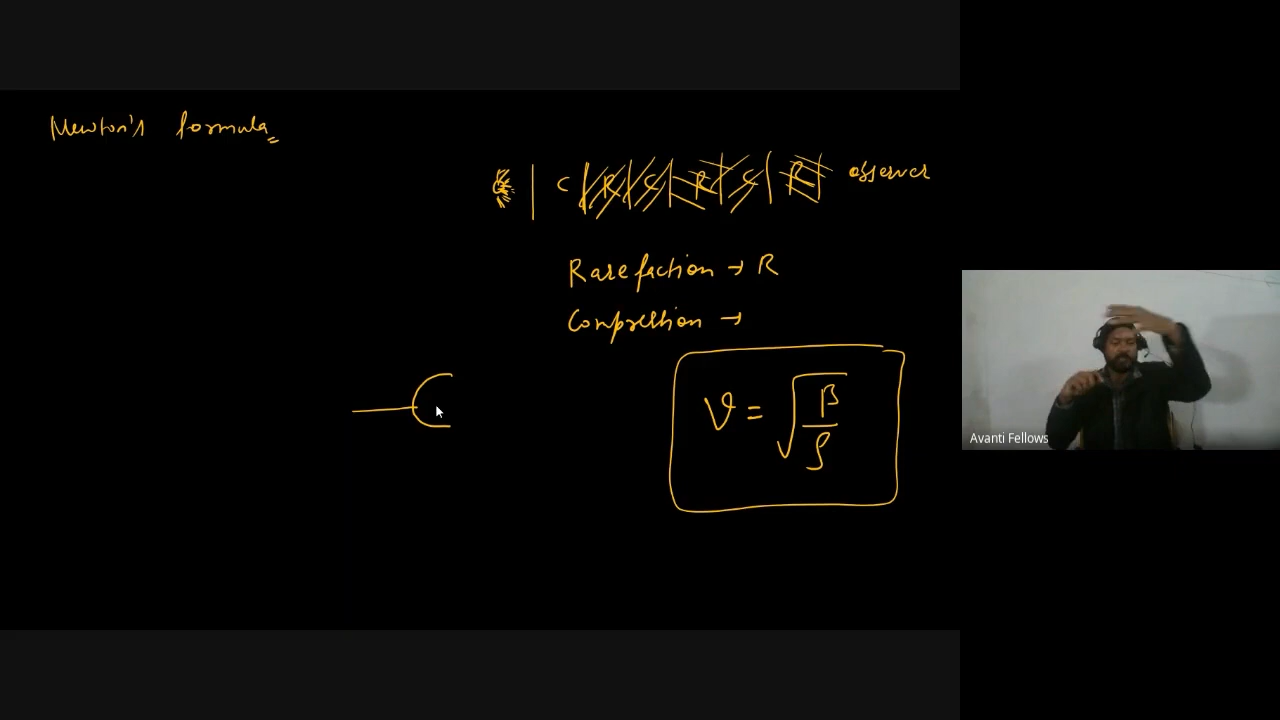 Newton's formula
C R C R C R observer
Rarefaction → R
Compression →
v = √β/ρ
Avanti Fellows